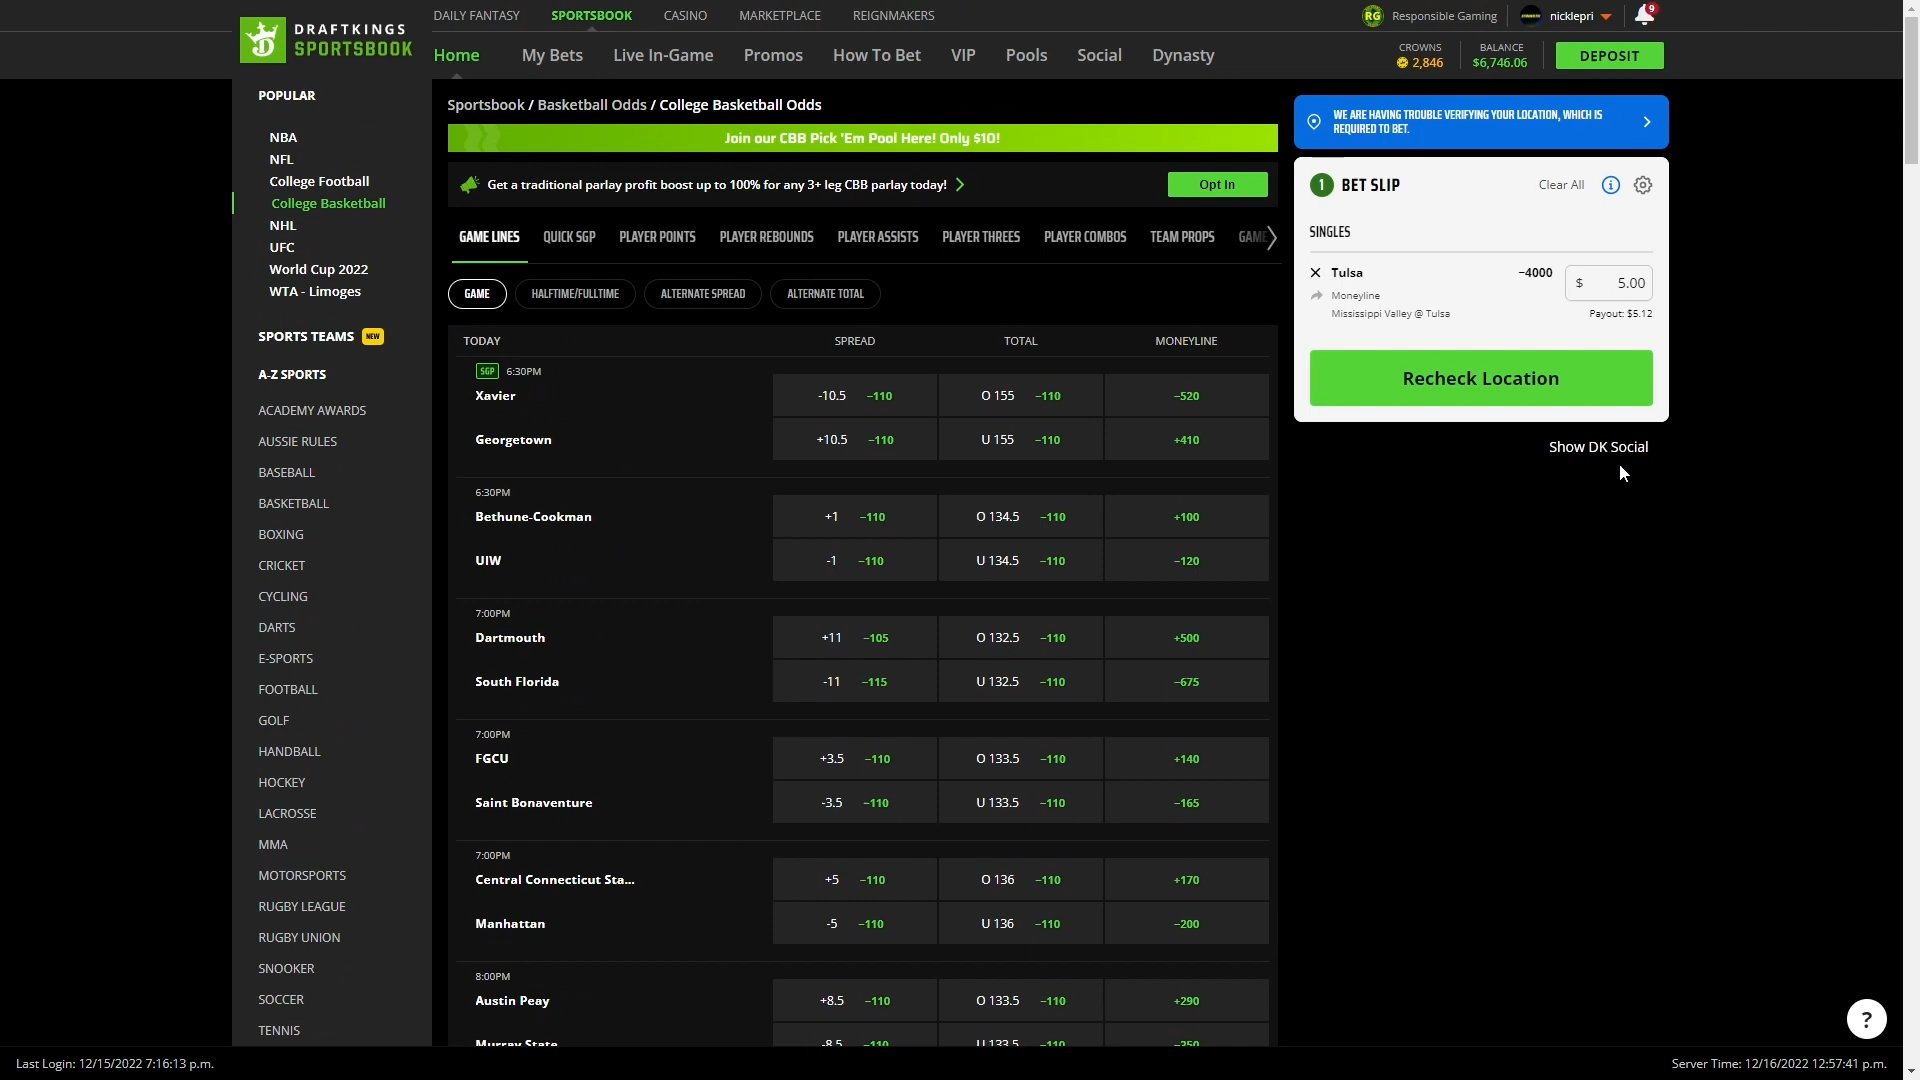 DRAFTKINGS
SPORTSBOOK
DAILY FANTASY SPORTSBOOK CASINO MARKETPLACE REIGNMAKERS
RG Responsible Gaming nicklepri 9
Home My Bets Live In-Game Promos How To Bet VIP Pools Social Dynasty
CROWNS
2,846
BALANCE
$6,746.06
DEPOSIT
POPULAR
NBA
NFL
College Football
College Basketball
NHL
UFC
World Cup 2022
WTA - Limoges
SPORTS TEAMS NEW
A-Z SPORTS
ACADEMY AWARDS
AUSSIE RULES
BASEBALL
BASKETBALL
BOXING
CRICKET
CYCLING
DARTS
E-SPORTS
FOOTBALL
GOLF
HANDBALL
HOCKEY
LACROSSE
MMA
MOTORSPORTS
RUGBY LEAGUE
RUGBY UNION
SNOOKER
SOCCER
TENNIS
Sportsbook / Basketball Odds / College Basketball Odds
Join our CBB Pick 'Em Pool Here! Only $10!
Get a traditional parlay profit boost up to 100% for any 3+ leg CBB parlay today! Opt In
GAME LINES QUICK SGP PLAYER POINTS PLAYER REBOUNDS PLAYER ASSISTS PLAYER THREES PLAYER COMBOS TEAM PROPS GAME
GAME HALFTIME/FULLTIME ALTERNATE SPREAD ALTERNATE TOTAL
TODAY SPREAD TOTAL MONEYLINE
SGP 6:30PM
Xavier -10.5 −110 O 155 −110 −520
Georgetown +10.5 −110 U 155 −110 +410
6:30PM
Bethune-Cookman +1 −110 O 134.5 −110 +100
UIW -1 −110 U 134.5 −110 −120
7:00PM
Dartmouth +11 −105 O 132.5 −110 +500
South Florida -11 −115 U 132.5 −110 −675
7:00PM
FGCU +3.5 −110 O 133.5 −110 +140
Saint Bonaventure -3.5 −110 U 133.5 −110 −165
7:00PM
Central Connecticut Sta... +5 −110 O 136 −110 +170
Manhattan -5 −110 U 136 −110 −200
8:00PM
Austin Peay +8.5 −110 O 133.5 −110 +290
Murray State -8.5 −110 U 133.5 −110 −350
WE ARE HAVING TROUBLE VERIFYING YOUR LOCATION, WHICH IS
REQUIRED TO BET.
1 BET SLIP Clear All
SINGLES
Tulsa −4000 $ 5.00
Moneyline
Mississippi Valley @ Tulsa Payout: $5.12
Recheck Location
Show DK Social
?
Last Login: 12/15/2022 7:16:13 p.m. Server Time: 12/16/2022 12:57:41 p.m.